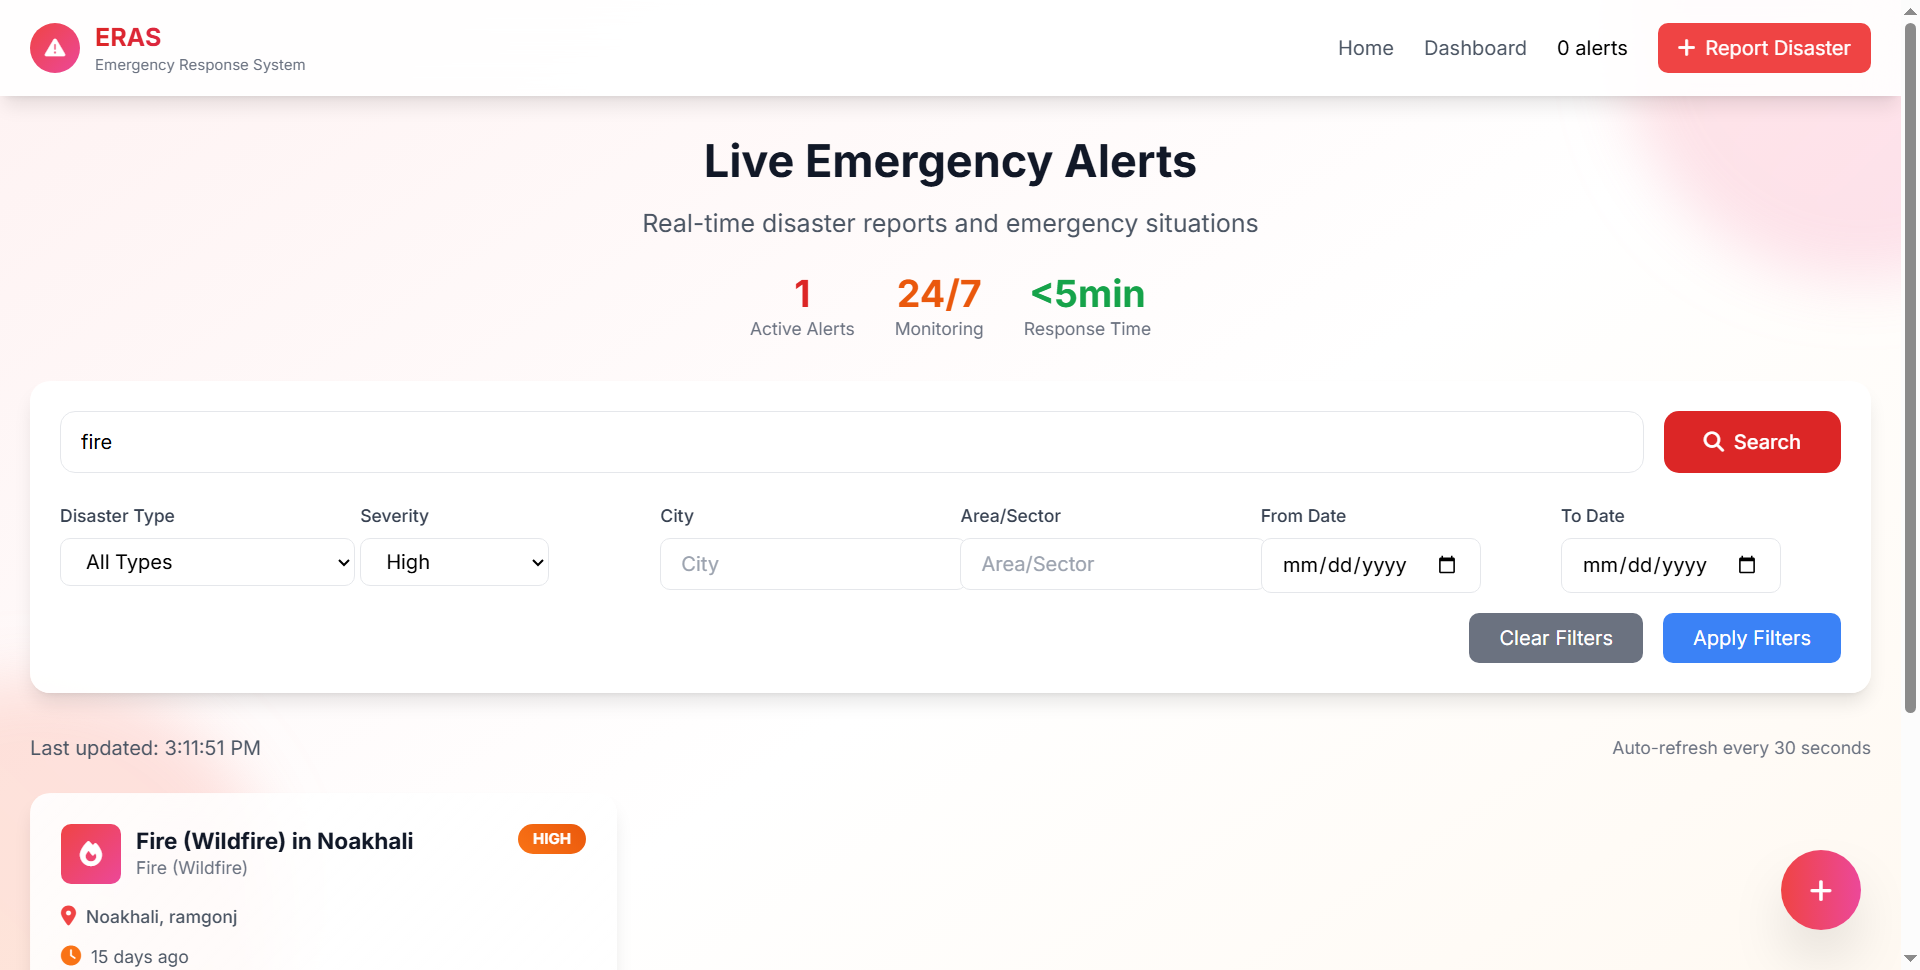 ERAS
Emergency Response System
Home
Dashboard
0 alerts
Report Disaster
Live Emergency Alerts
Real-time disaster reports and emergency situations
1
Active Alerts
24/7
Monitoring
<5min
Response Time
fire
Search
Disaster Type
Severity
City
Area/Sector
From Date
To Date
All Types
High
City
Area/Sector
mm/dd/yyyy
mm/dd/yyyy
Clear Filters
Apply Filters
Last updated: 3:11:51 PM
Auto-refresh every 30 seconds
Fire (Wildfire) in Noakhali
HIGH
Fire (Wildfire)
Noakhali, ramgonj
15 days ago